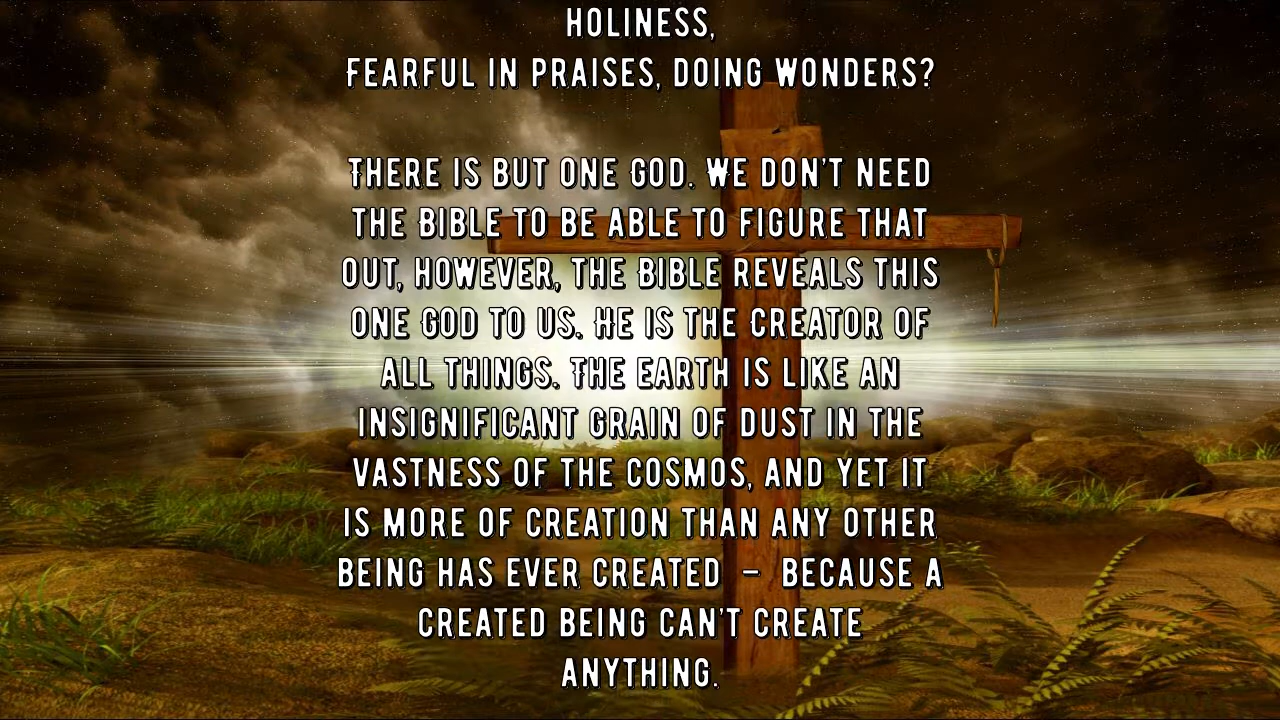 HOLINESS,
FEARFUL IN PRAISES, DOING WONDERS?
THERE IS BUT ONE GOD. WE DON'T NEED
THE BIBLE TO BE ABLE TO FIGURE THAT
OUT, HOWEVER, THE BIBLE REVEALS THIS
ONE GOD TO US. HE IS THE CREATOR OF
ALL THINGS. THE EARTH IS LIKE AN
INSIGNIFICANT GRAIN OF DUST IN THE
VASTNESS OF THE COSMOS, AND YET IT
IS MORE OF CREATION THAN ANY OTHER
BEING HAS EVER CREATED – BECAUSE A
CREATED BEING CAN'T CREATE
ANYTHING.